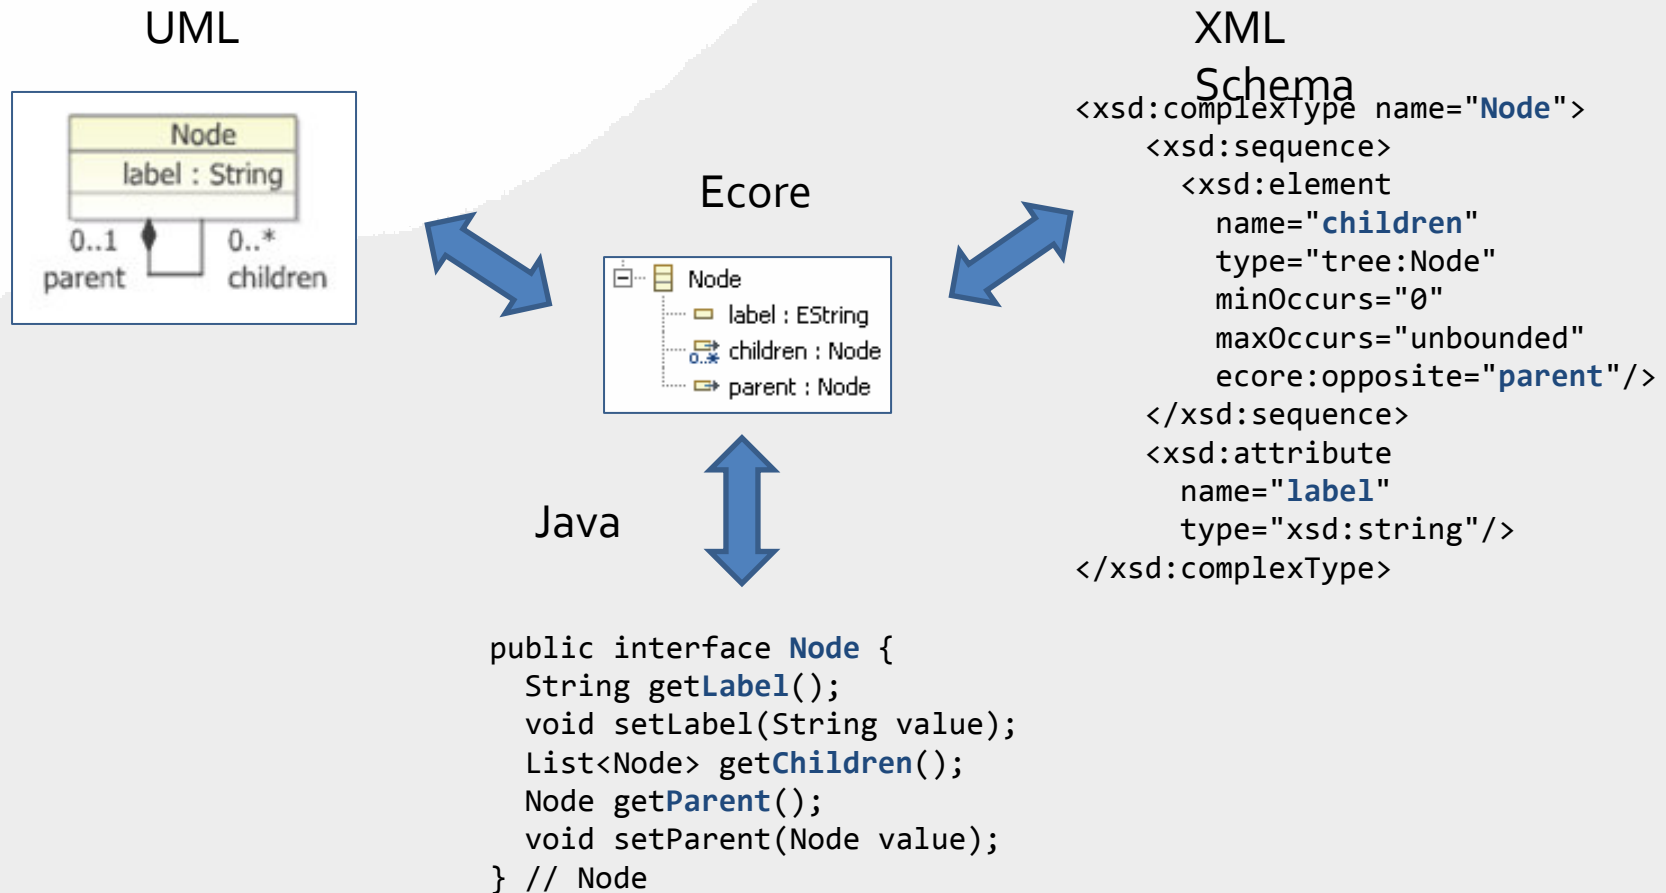 UML
Node
label : String
0..1
0..*
parent
children
Ecore
Node
label : EString
0..*
children : Node
parent : Node
XML
Schema
<xsd:complexType name="Node">
<xsd:sequence>
<xsd:element
name="children"
type="tree:Node"
minOccurs="0"
maxOccurs="unbounded"
ecore:opposite="parent"/>
</xsd:sequence>
<xsd:attribute
name="label"
type="xsd:string"/>
</xsd:complexType>
Java
public interface Node {
String getLabel();
void setLabel(String value);
List<Node> getChildren();
Node getParent();
void setParent(Node value);
} // Node